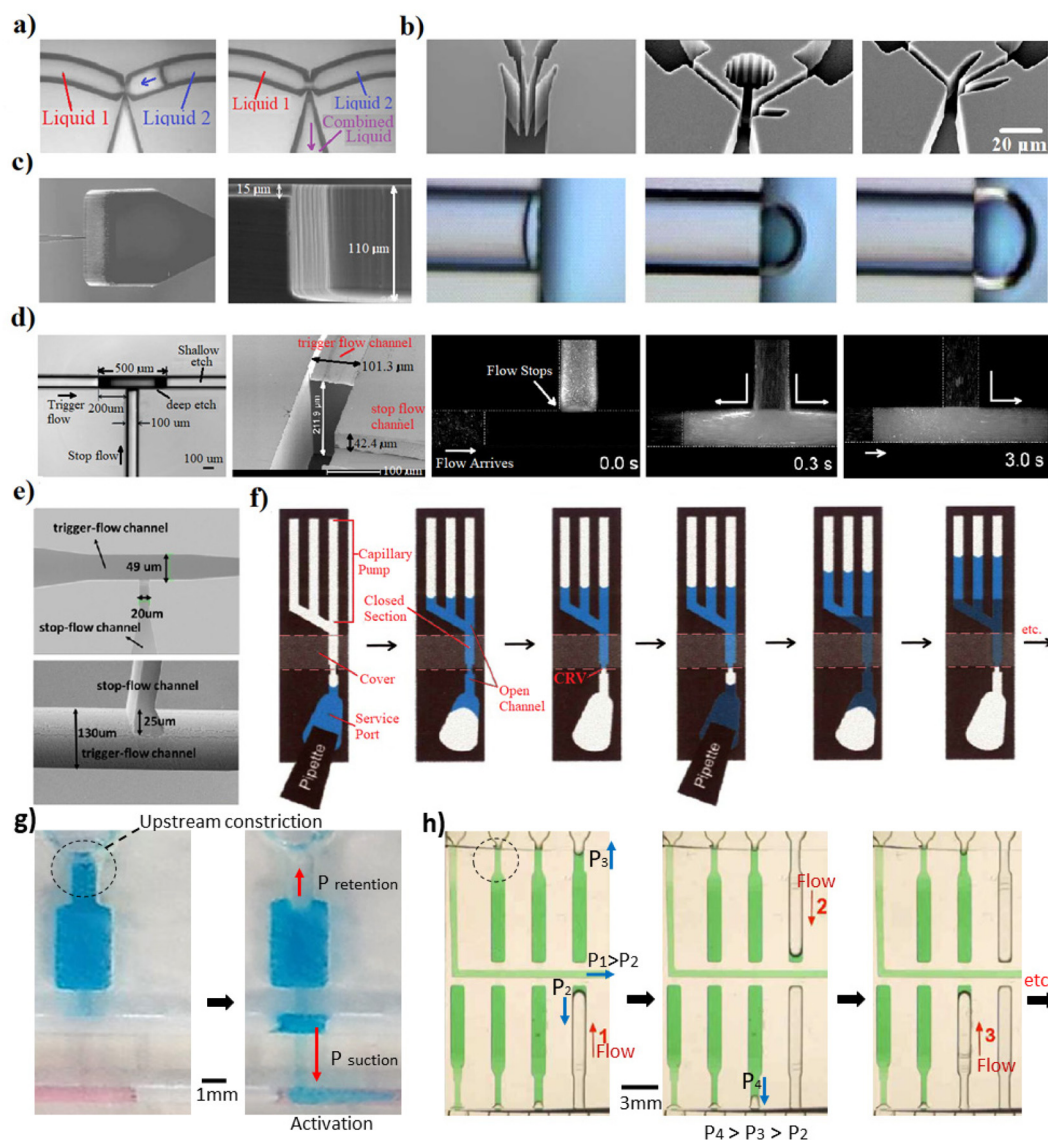 a)
Liquid 1
Liquid 2
Liquid 1
Liquid 2
Combined
Liquid
b)
20 µm
c)
15 µm
110 µm
d)
500 um
Shallow
etch
Trigger
flow
200um
deep etch
100 um
Stop flow
100 um
trigger flow channel
101.3 µm
211.9 µm
stop flow
channel
42.4 µm
100 µm
Flow Stops
Flow Arrives
0.0 s
0.3 s
3.0 s
e)
trigger-flow channel
49 um
20um
stop-flow channel
stop-flow channel
25um
130um
trigger-flow channel
f)
Capillary
Pump
Closed
Section
Cover
Service
Port
Pipette
Open
Channel
CRV
Pipette
etc.
g)
Upstream constriction
P retention
P suction
1mm
Activation
h)
P3
P1>P2
P2
1
Flow
3mm
Flow
2
P4
P4 > P3 > P2
3
Flow
etc